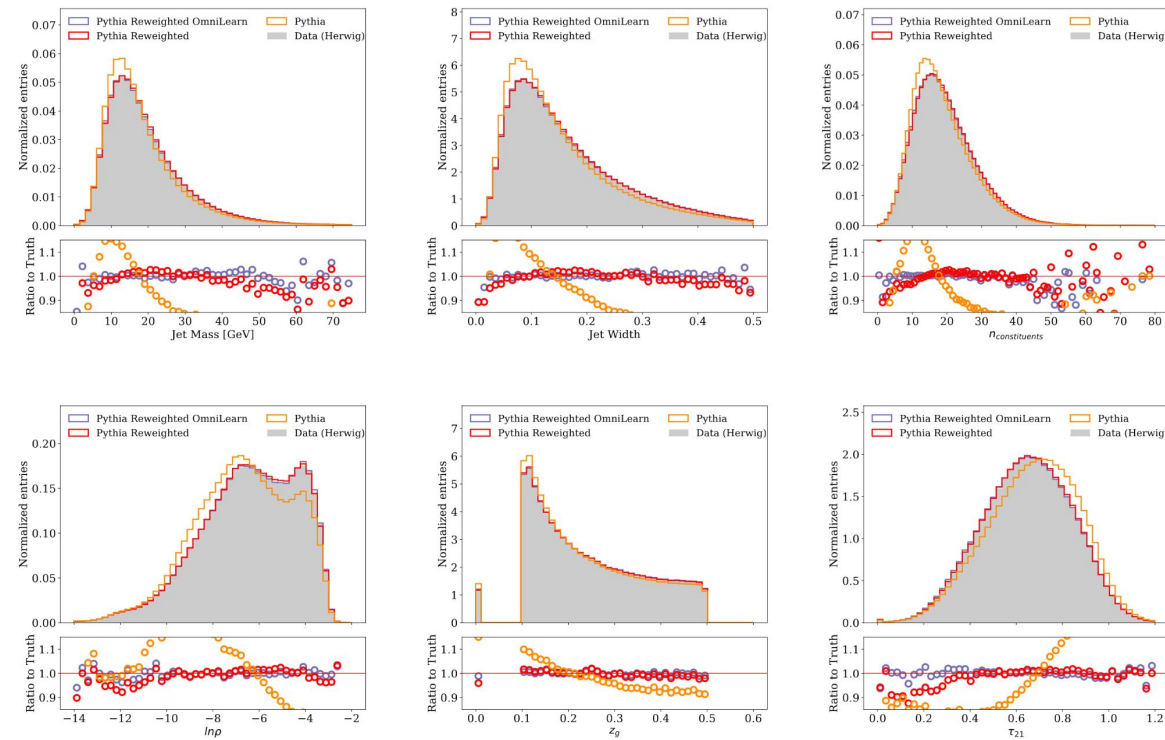 Pythia Reweighted OmniLearn Pythia
Pythia Reweighted Data (Herwig)
Normalized entries
0.07
0.06
0.05
0.04
0.03
0.02
0.01
0.00
Ratio to Truth
1.1
1.0
0.9
0 10 20 30 40 50 60 70
Jet Mass [GeV]
Pythia Reweighted OmniLearn Pythia
Pythia Reweighted Data (Herwig)
Normalized entries
8
7
6
5
4
3
2
1
0
Ratio to Truth
1.1
1.0
0.9
0.0 0.1 0.2 0.3 0.4 0.5
Jet Width
Pythia Reweighted OmniLearn Pythia
Pythia Reweighted Data (Herwig)
Normalized entries
0.07
0.06
0.05
0.04
0.03
0.02
0.01
0.00
Ratio to Truth
1.1
1.0
0.9
0 10 20 30 40 50 60 70 80
n_constituents
Pythia Reweighted OmniLearn Pythia
Pythia Reweighted Data (Herwig)
Normalized entries
0.20
0.15
0.10
0.05
0.00
Ratio to Truth
1.1
1.0
0.9
−14 −12 −10 −8 −6 −4 −2
lnρ
Pythia Reweighted OmniLearn Pythia
Pythia Reweighted Data (Herwig)
Normalized entries
7
6
5
4
3
2
1
0
Ratio to Truth
1.1
1.0
0.9
0.0 0.1 0.2 0.3 0.4 0.5 0.6
z_g
Pythia Reweighted OmniLearn Pythia
Pythia Reweighted Data (Herwig)
Normalized entries
2.5
2.0
1.5
1.0
0.5
0.0
Ratio to Truth
1.1
1.0
0.9
0.0 0.2 0.4 0.6 0.8 1.0 1.2
τ₂₁